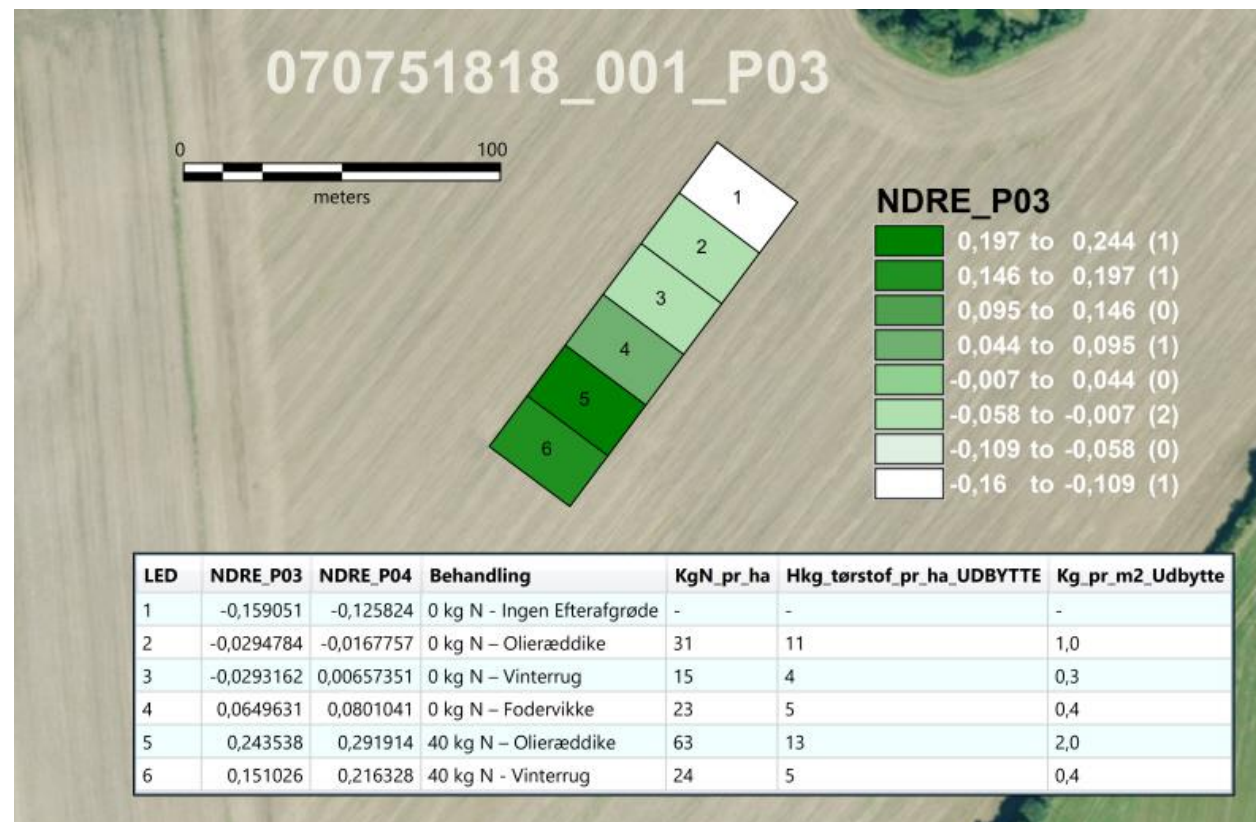 070751818_001_P03
0 100
meters
1
2
3
4
5
6
NDRE_P03
0,197 to 0,244 (1)
0,146 to 0,197 (1)
0,095 to 0,146 (0)
0,044 to 0,095 (1)
-0,007 to 0,044 (0)
-0,058 to -0,007 (2)
-0,109 to -0,058 (0)
-0,16 to -0,109 (1)
LED NDRE_P03 NDRE_P04 Behandling KgN_pr_ha Hkg_tørstof_pr_ha_UDBYTTE Kg_pr_m2_Udbytte
1 -0,159051 -0,125824 0 kg N - Ingen Efterafgrøde - - -
2 -0,0294784 -0,0167757 0 kg N – Olieræddike 31 11 1,0
3 -0,0293162 0,00657351 0 kg N – Vinterrug 15 4 0,3
4 0,0649631 0,0801041 0 kg N – Fodervikke 23 5 0,4
5 0,243538 0,291914 40 kg N – Olieræddike 63 13 2,0
6 0,151026 0,216328 40 kg N - Vinterrug 24 5 0,4